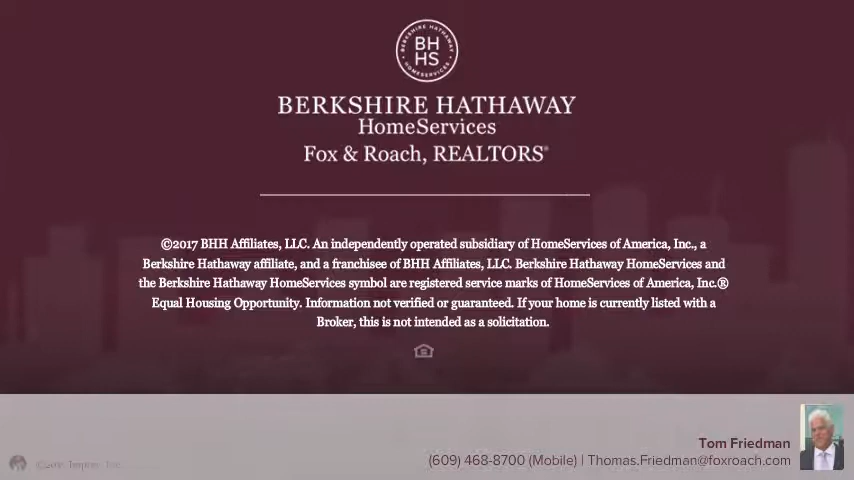 BERKSHIRE HATHAWAY
HOMESERVICES
BH
HS
BERKSHIRE HATHAWAY
HomeServices
Fox & Roach, REALTORS®
©2017 BHH Affiliates, LLC. An independently operated subsidiary of HomeServices of America, Inc., a
Berkshire Hathaway affiliate, and a franchisee of BHH Affiliates, LLC. Berkshire Hathaway HomeServices and
the Berkshire Hathaway HomeServices symbol are registered service marks of HomeServices of America, Inc.®
Equal Housing Opportunity. Information not verified or guaranteed. If your home is currently listed with a
Broker, this is not intended as a solicitation.
Tom Friedman
(609) 468-8700 (Mobile) | Thomas.Friedman@foxroach.com